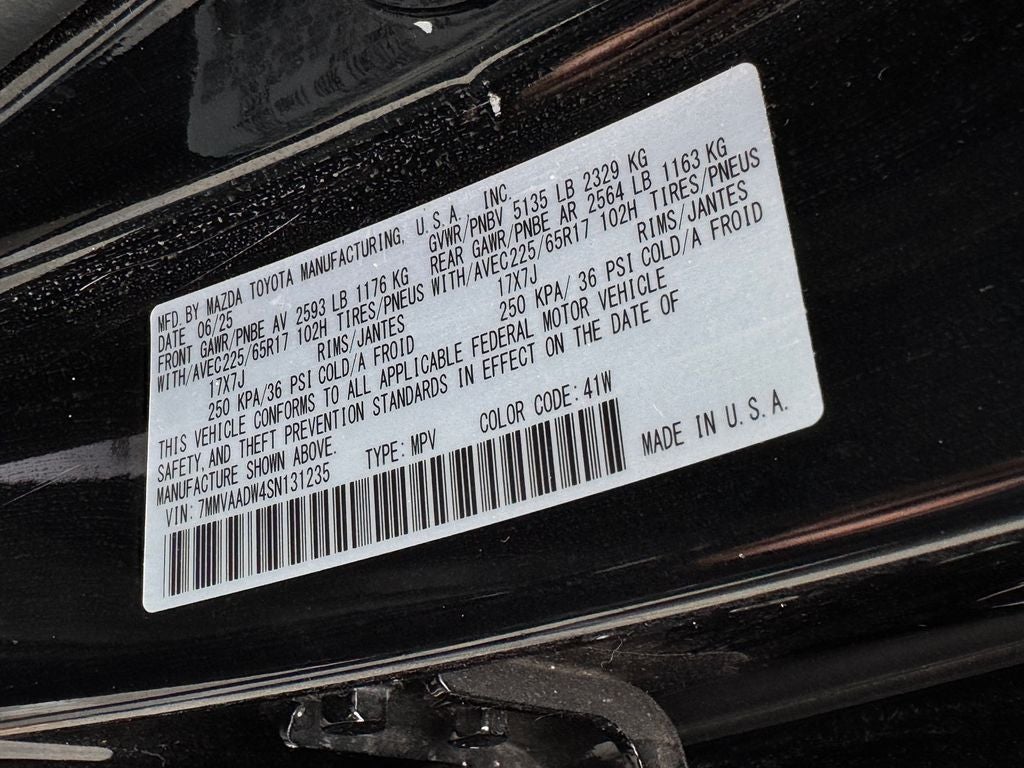 MFD. BY MAZDA TOYOTA MANUFACTURING, U.S.A. INC.
DATE 06/25 GVWR/PNBV 5135 LB 2329 KG
FRONT GAWR/PNBE AV 2593 LB 1176 KG REAR GAWR/PNBE AR 2564 LB 1163 KG
WITH/AVEC225/65R17 102H TIRES/PNEUS WITH/AVEC225/65R17 102H TIRES/PNEUS
17X7J RIMS/JANTES 17X7J RIMS/JANTES
250 KPA/36 PSI COLD/A FROID 250 KPA/ 36 PSI COLD/A FROID
THIS VEHICLE CONFORMS TO ALL APPLICABLE FEDERAL MOTOR VEHICLE
SAFETY, AND THEFT PREVENTION STANDARDS IN EFFECT ON THE DATE OF
MANUFACTURE SHOWN ABOVE.
VIN: 7MMVAADW4SN131235 TYPE: MPV COLOR CODE: 41W
MADE IN U.S.A.